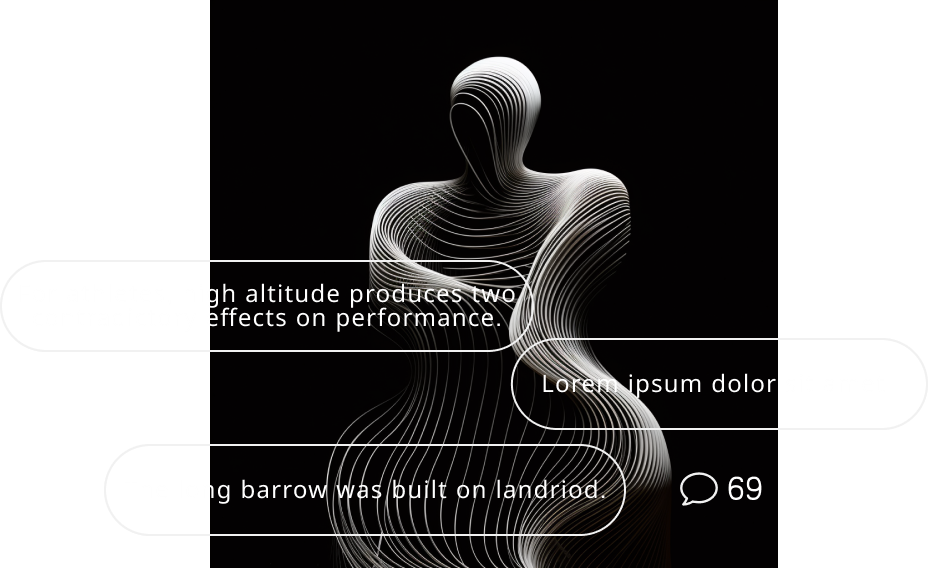 gh altitude produces two
effects on performance.
Lorem ipsum dolor
ng barrow was built on landriod.
69